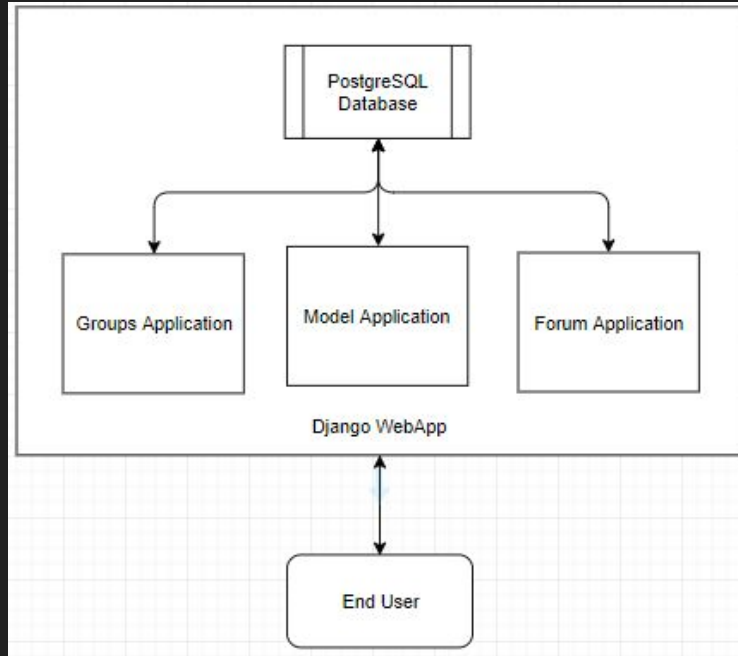 PostgreSQL
Database
Groups Application
Model Application
Forum Application
Django WebApp
End User